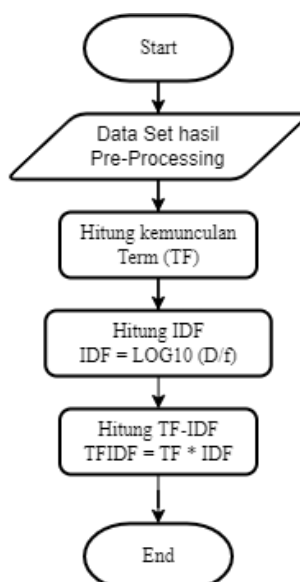 Start
Data Set hasil
Pre-Processing
Hitung kemunculan
Term (TF)
Hitung IDF
IDF = LOG10 (D/f)
Hitung TF-IDF
TFIDF = TF * IDF
End